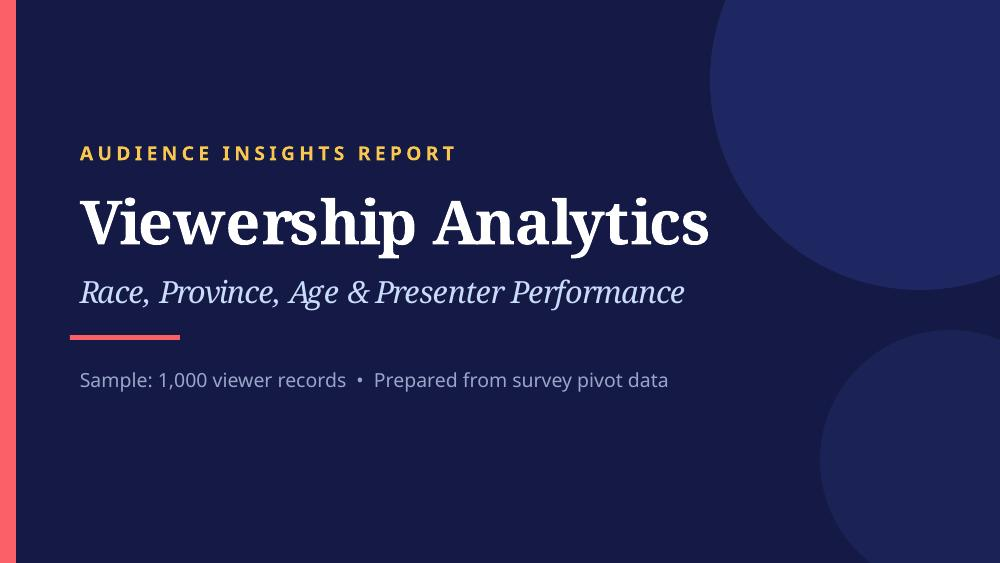 AUDIENCE INSIGHTS REPORT
Viewership Analytics
Race, Province, Age & Presenter Performance
Sample: 1,000 viewer records • Prepared from survey pivot data